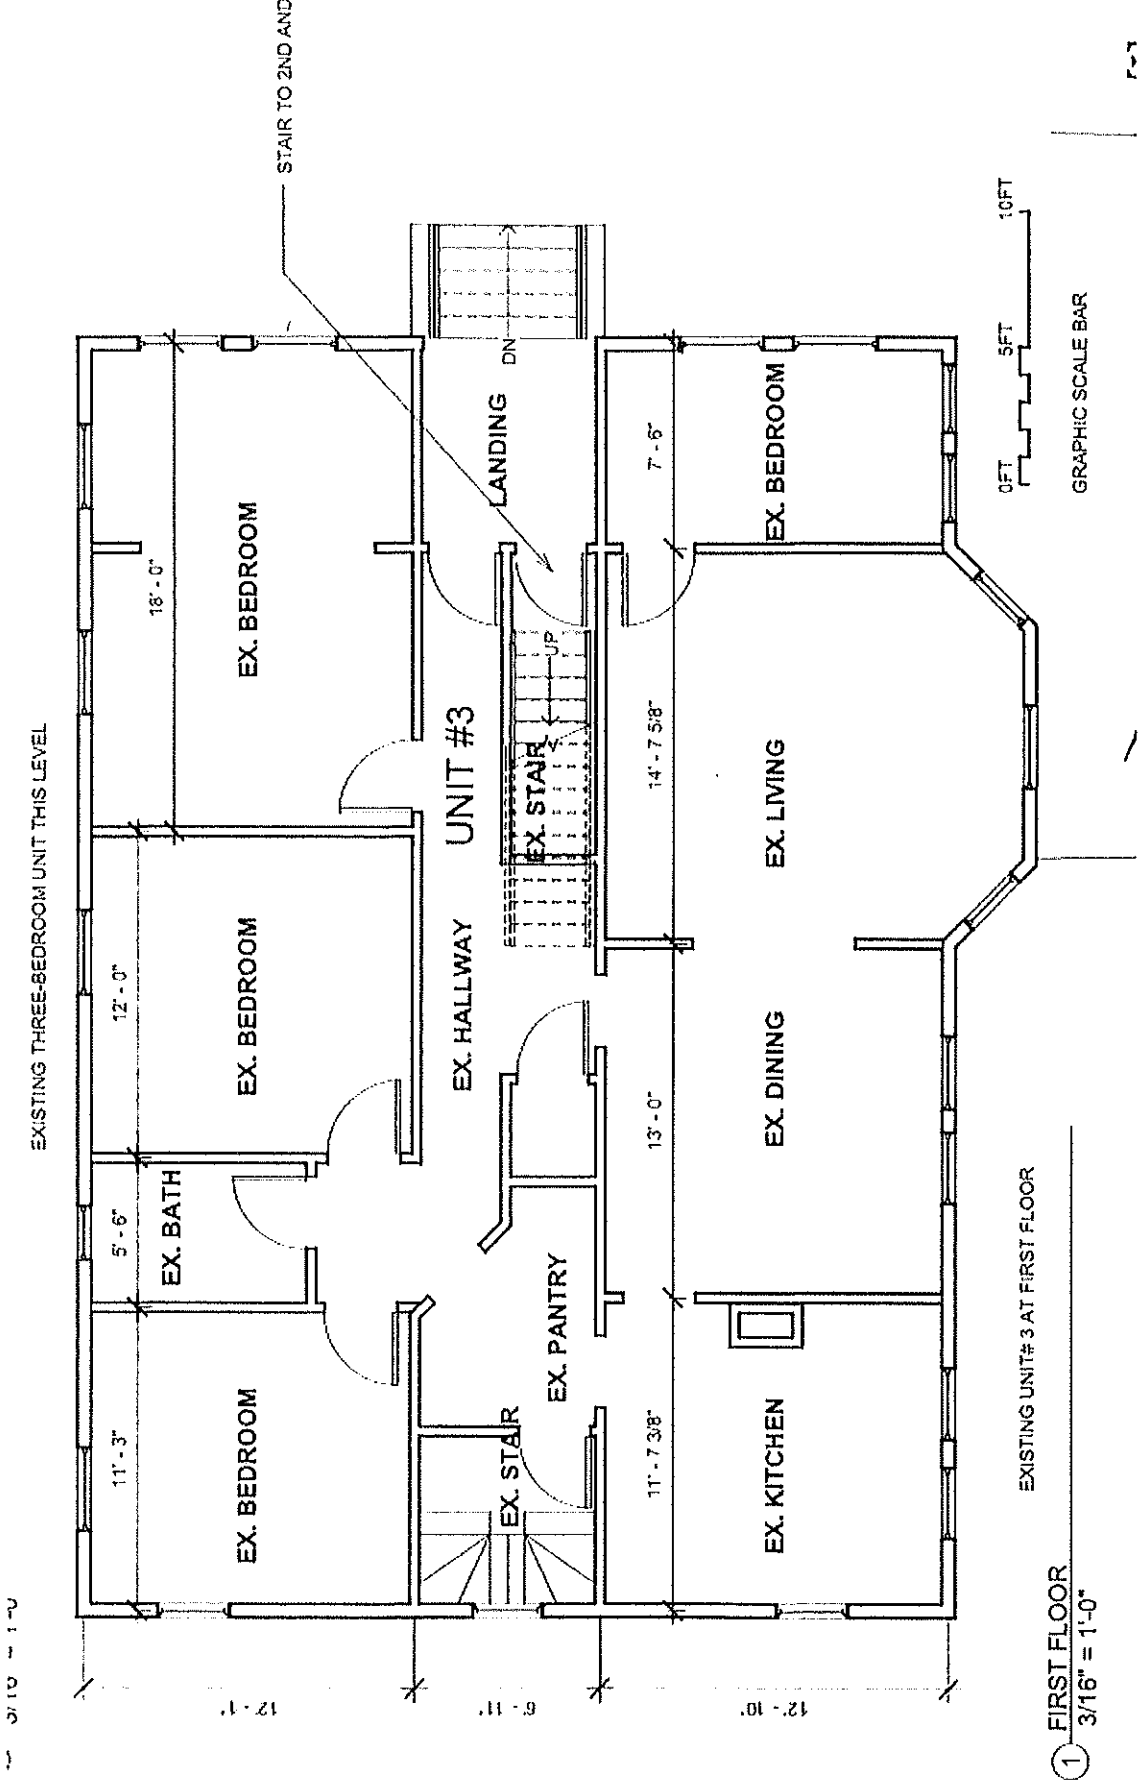 EXISTING THREE-BEDROOM UNIT THIS LEVEL
STAIR TO 2ND AND
18' - 0"
12' - 0"
5' - 6"
11' - 3"
EX. BEDROOM
EX. BEDROOM
EX. BATH
EX. BEDROOM
UNIT #3
EX. HALLWAY
LANDING
DN
UP
EX. STAIR
EX. STAIR
EX. PANTRY
7' - 6"
14' - 7 5/8"
13' - 0"
11' - 7 3/8"
EX. BEDROOM
EX. LIVING
EX. DINING
EX. KITCHEN
12' - 1"
6' - 11"
12' - 10"
0FT
5FT
10FT
GRAPHIC SCALE BAR
EXISTING UNIT# 3 AT FIRST FLOOR
1
FIRST FLOOR
3/16" = 1'-0"